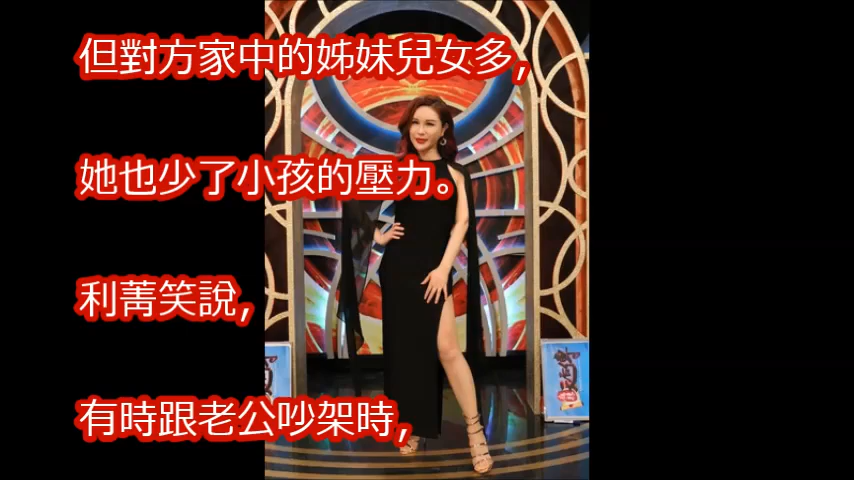 但對方家中的姊妹兒女多，
她也少了小孩的壓力。
利菁笑說，
有時跟老公吵架時，